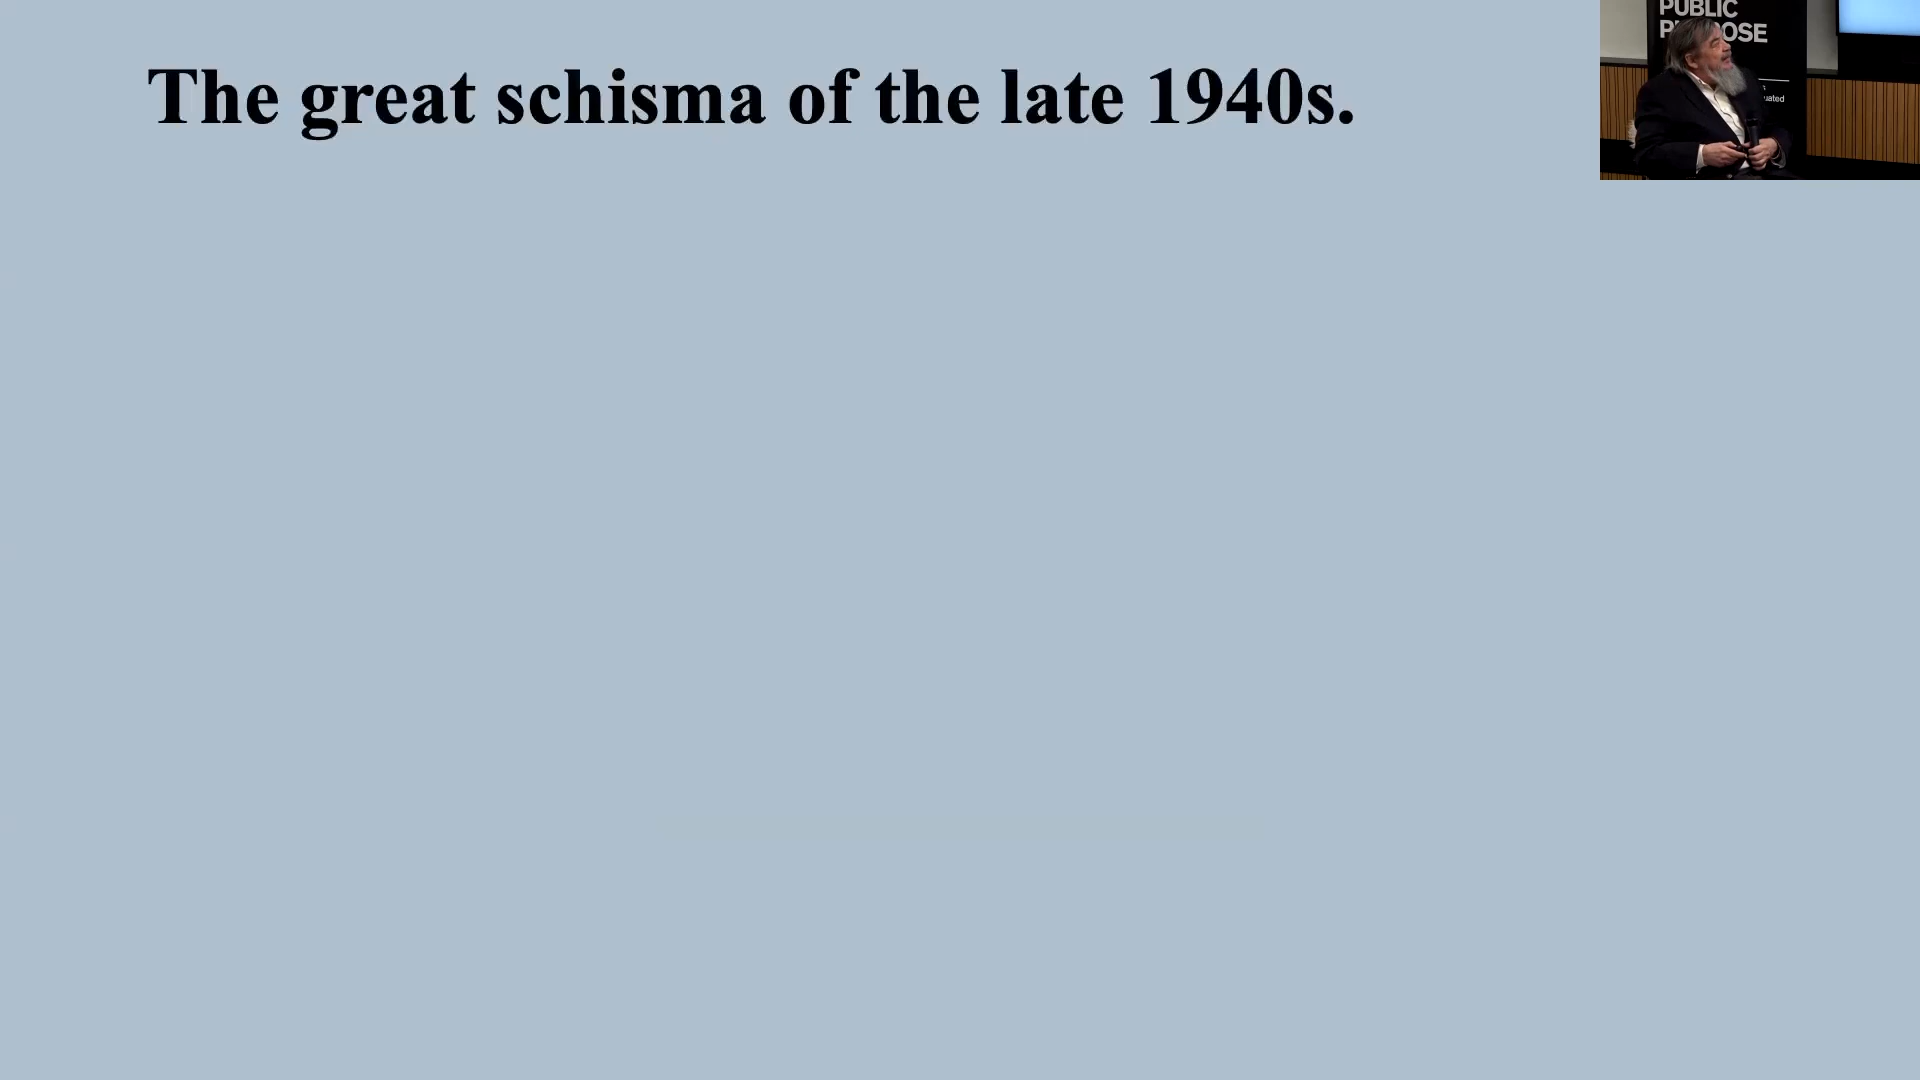 The great schisma of the late 1940s.
PUBLIC